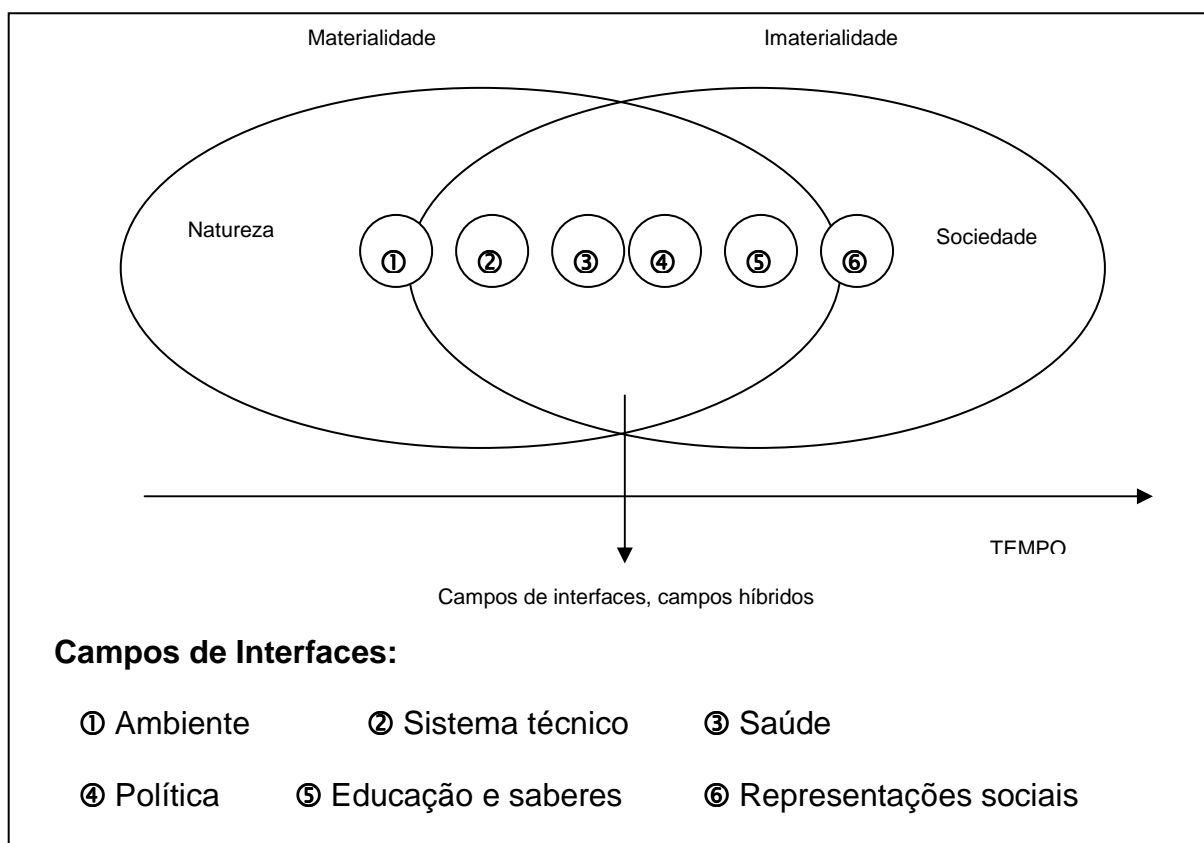 Materialidade Imaterialidade
Natureza Sociedade
① ② ③ ④ ⑤ ⑥
TEMPO
Campos de interfaces, campos híbridos
Campos de Interfaces:
① Ambiente ② Sistema técnico ③ Saúde
④ Política ⑤ Educação e saberes ⑥ Representações sociais